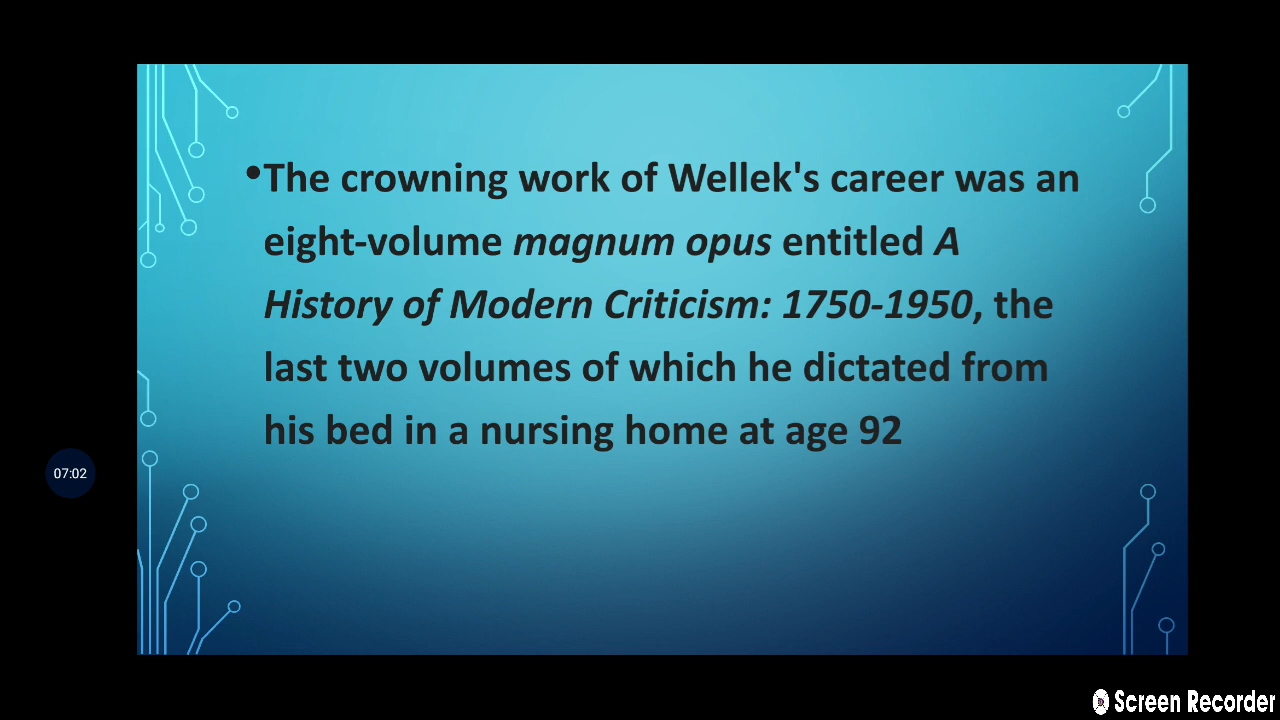 •The crowning work of Wellek's career was an
eight-volume magnum opus entitled A
History of Modern Criticism: 1750-1950, the
last two volumes of which he dictated from
his bed in a nursing home at age 92
07:02
Screen Recorder